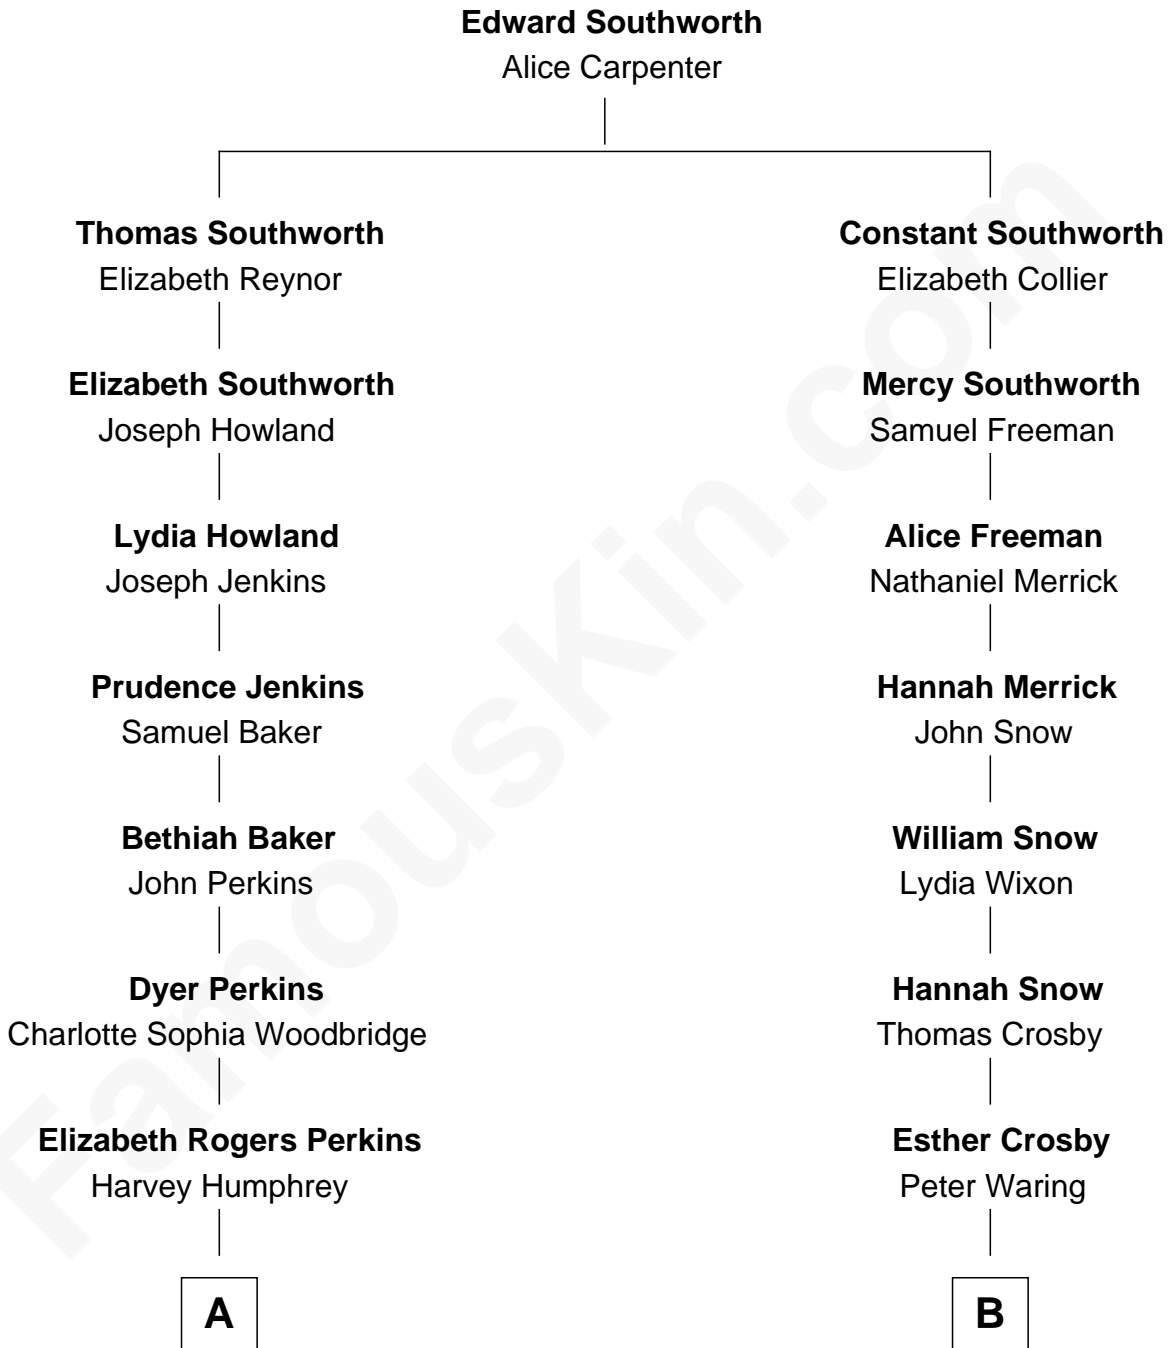 Edward Southworth
Alice Carpenter
Thomas Southworth
Elizabeth Reynor
Constant Southworth
Elizabeth Collier
Elizabeth Southworth
Joseph Howland
Mercy Southworth
Samuel Freeman
Lydia Howland
Joseph Jenkins
Alice Freeman
Nathaniel Merrick
Prudence Jenkins
Samuel Baker
Hannah Merrick
John Snow
Bethiah Baker
John Perkins
William Snow
Lydia Wixon
Dyer Perkins
Charlotte Sophia Woodbridge
Hannah Snow
Thomas Crosby
Elizabeth Rogers Perkins
Harvey Humphrey
Esther Crosby
Peter Waring
A
B
FamousKin.com